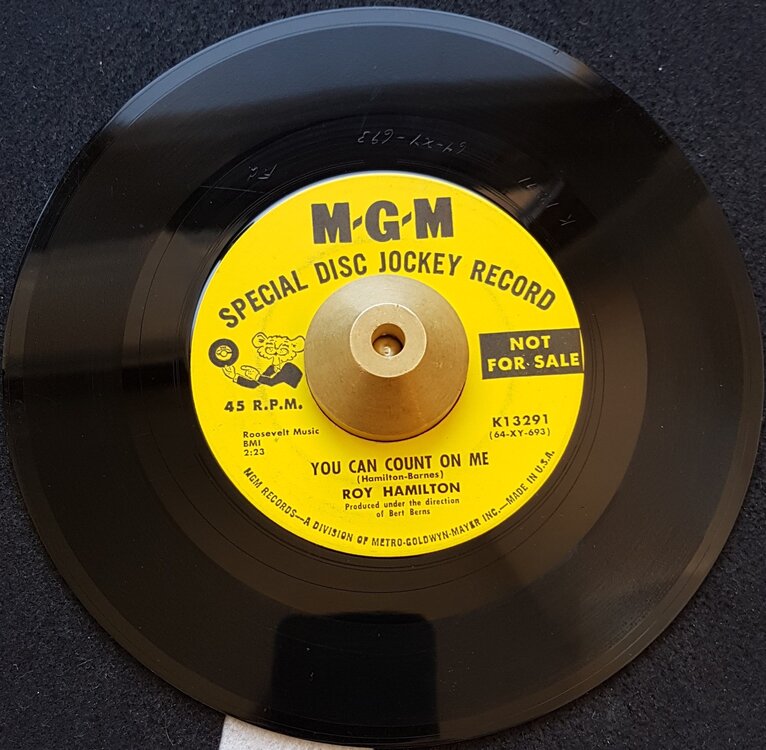 64-XY-693
M-G-M
SPECIAL DISC JOCKEY RECORD
NOT
FOR SALE
45 R.P.M.
K13291
(64-XY-693)
Roosevelt Music
BMI
2:23
YOU CAN COUNT ON ME
(Hamilton-Barnes)
ROY HAMILTON
Produced under the direction
of Bert Berns
MGM RECORDS—A DIVISION OF METRO-GOLDWYN-MAYER INC.—MADE IN U.S.A.